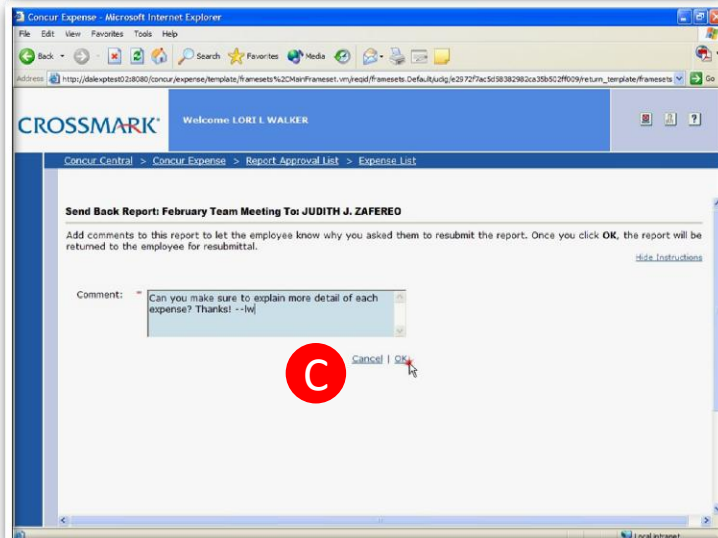 Concur Expense - Microsoft Internet Explorer
File Edit View Favorites Tools Help
Back Search Favorites Media
Address http://dalexptest02:8080/concur/expense/template/framesets%2CMainFrameset.vm/reqid/framesets.Default/udig/e2972f7ac5d58382982ca35b502ff009/return_template/framesets Go
CROSSMARK Welcome LORI L WALKER
Concur Central > Concur Expense > Report Approval List > Expense List
Send Back Report: February Team Meeting To: JUDITH J. ZAFEREO
Add comments to this report to let the employee know why you asked them to resubmit the report. Once you click OK, the report will be
returned to the employee for resubmittal.
Hide Instructions
Comment: * Can you make sure to explain more detail of each
expense? Thanks! --lw
C
Cancel | OK
Local intranet